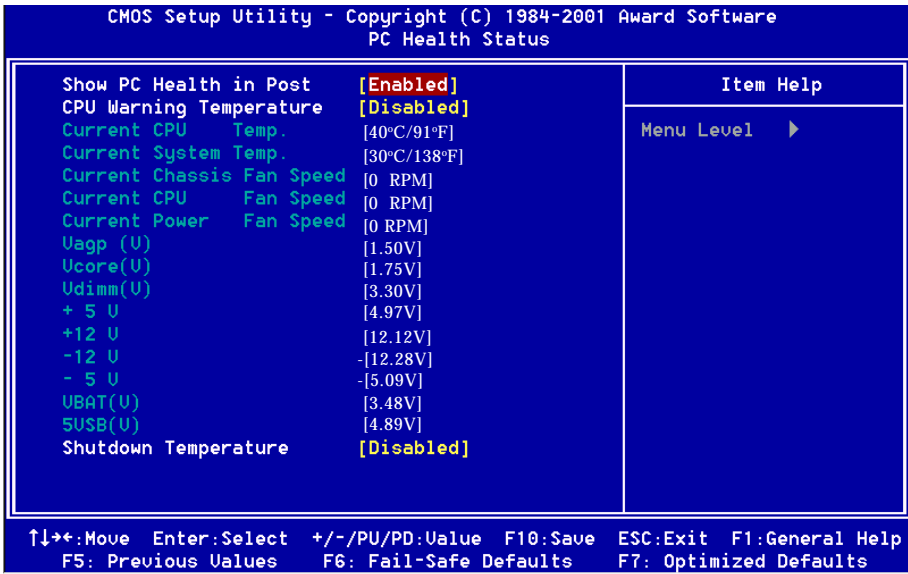 CMOS Setup Utility - Copyright (C) 1984-2001 Award Software
PC Health Status
Show PC Health in Post [Enabled]
CPU Warning Temperature [Disabled]
Current CPU Temp. [40°C/91°F]
Current System Temp. [30°C/138°F]
Current Chassis Fan Speed [0 RPM]
Current CPU Fan Speed [0 RPM]
Current Power Fan Speed [0 RPM]
Vagp (V) [1.50V]
Vcore(V) [1.75V]
Vdimm(V) [3.30V]
+ 5 V [4.97V]
+12 V [12.12V]
-12 V -[12.28V]
- 5 V -[5.09V]
VBAT(V) [3.48V]
5VSB(V) [4.89V]
Shutdown Temperature [Disabled]
Item Help
Menu Level ▶
↑↓→←:Move Enter:Select +/-/PU/PD:Value F10:Save ESC:Exit F1:General Help
F5: Previous Values F6: Fail-Safe Defaults F7: Optimized Defaults